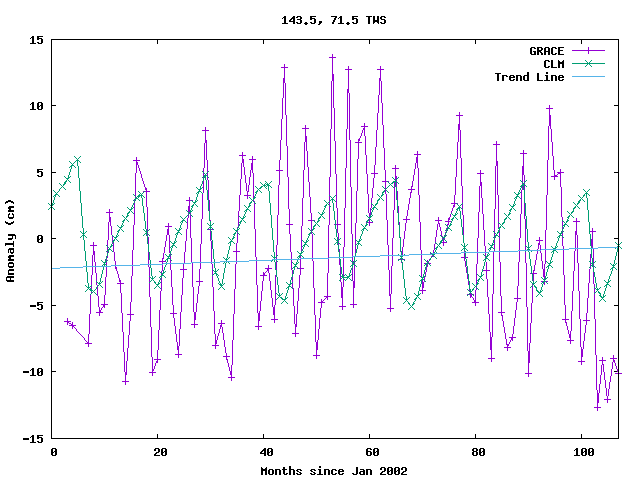 143.5, 71.5 TWS
GRACE
CLM
Trend Line
Anomaly (cm)
15
10
5
0
-5
-10
-15
0 20 40 60 80 100
Months since Jan 2002